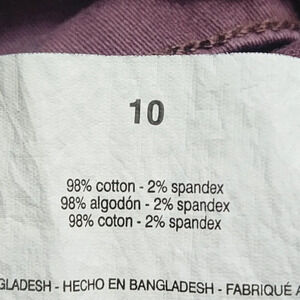 10
98% cotton - 2% spandex
98% algodón - 2% spandex
98% coton - 2% spandex
GLADESH - HECHO EN BANGLADESH - FABRIQUÉ A